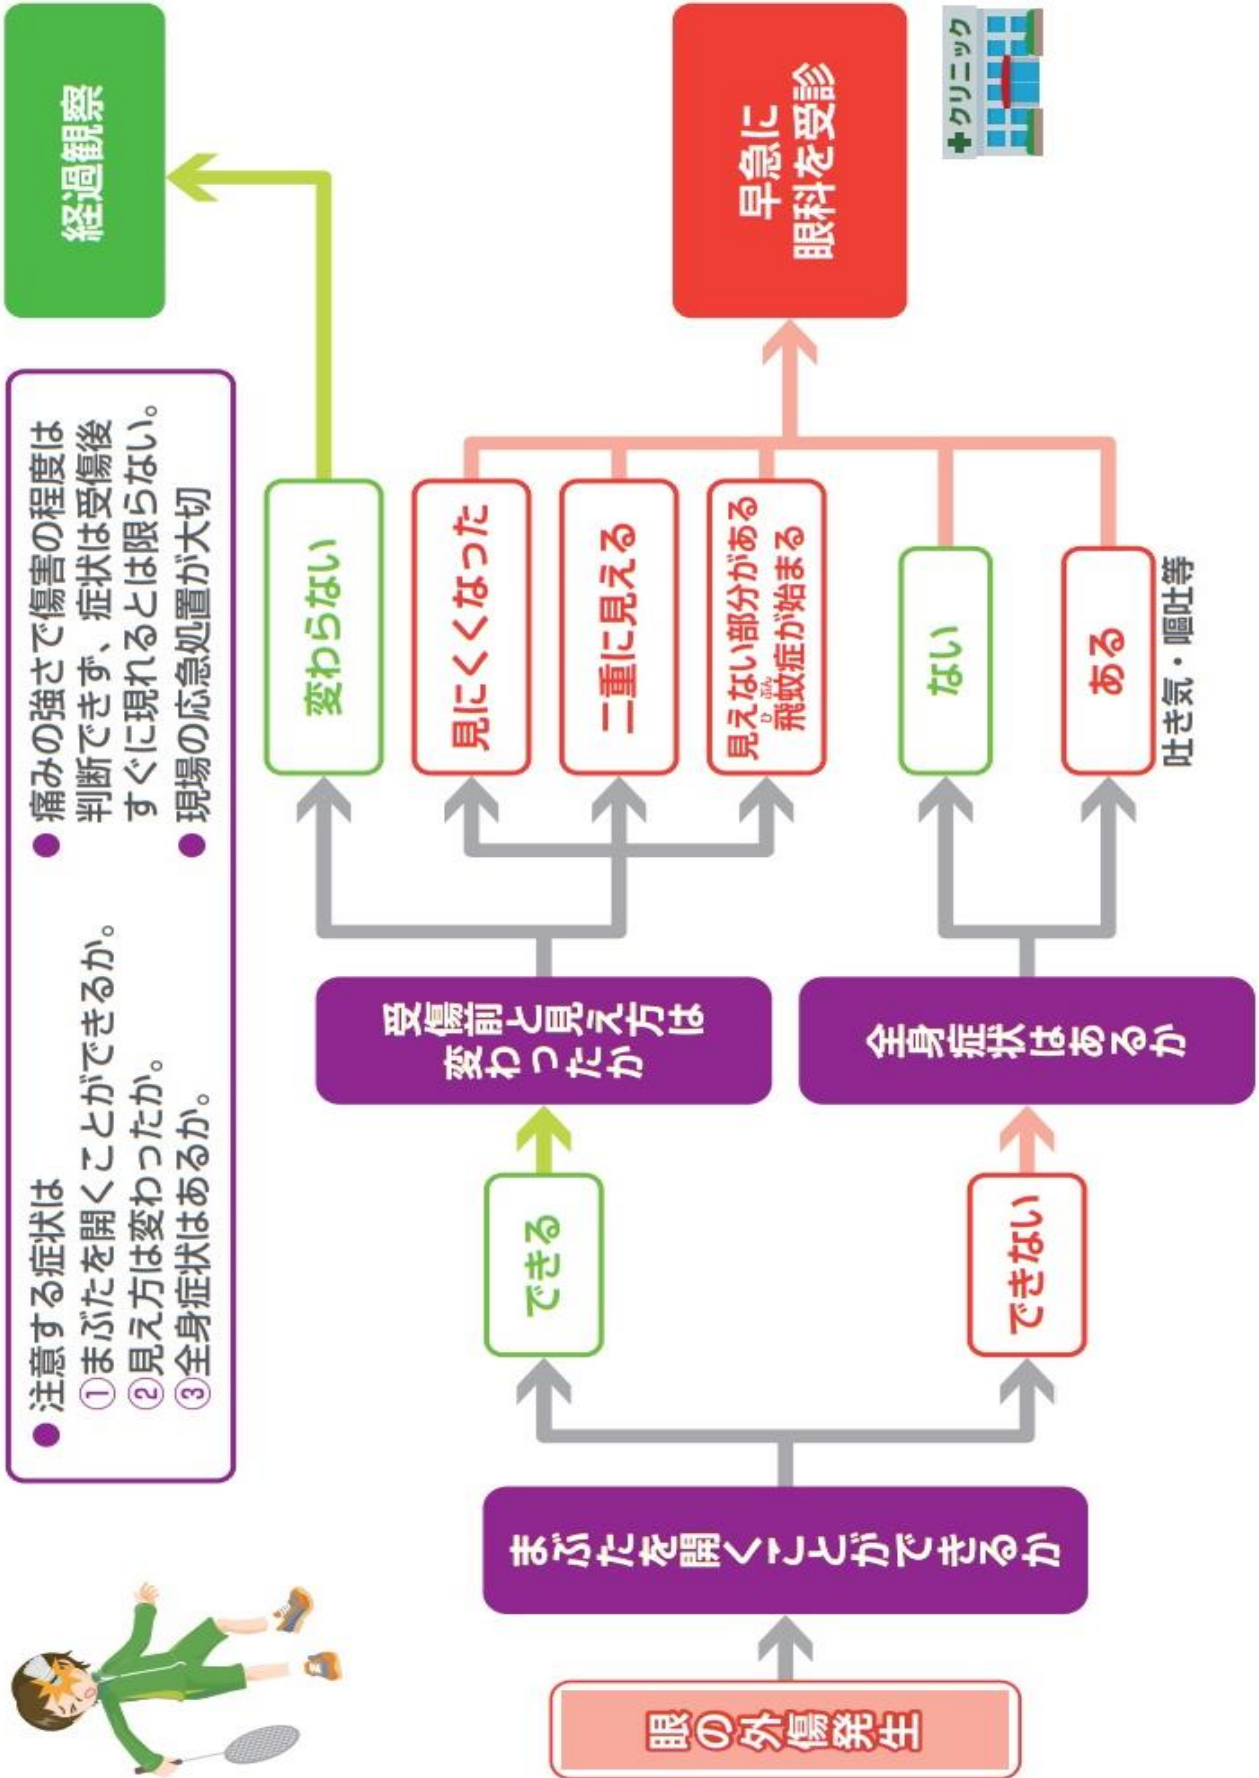 注意する症状は
①まぶたを開くことができるか。
②見え方は変わったか。
③全身症状はあるか。
痛みの強さで傷害の程度は
判断できず、症状は受傷後
すぐに現れるとは限らない。
現場の応急処置が大切
眼の外傷発生
まぶたを開くことができるか
できる
できない
受傷前と見え方は
変わったか
全身症状はあるか
変わらない
見にくくなった
二重に見える
見えない部分がある
飛蚊症が始まる
ひ ぶん
ない
ある
吐き気・嘔吐等
経過観察
早急に
眼科を受診
クリニック